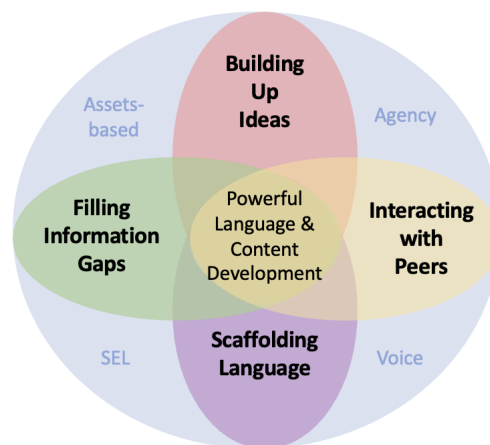 Building
Up
Ideas
Assets-
based
Agency
Filling
Information
Gaps
Powerful
Language &
Content
Development
Interacting
with
Peers
Scaffolding
Language
SEL
Voice